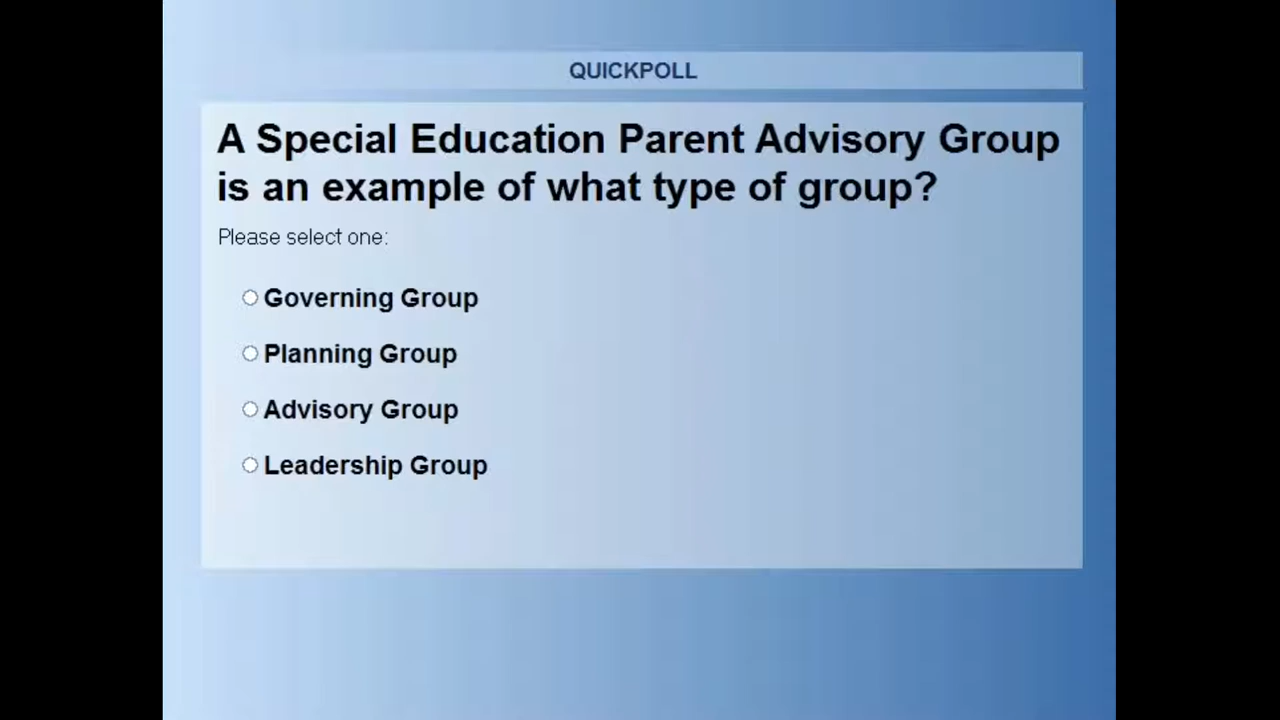 QUICKPOLL
A Special Education Parent Advisory Group
is an example of what type of group?
Please select one:
Governing Group
Planning Group
Advisory Group
Leadership Group